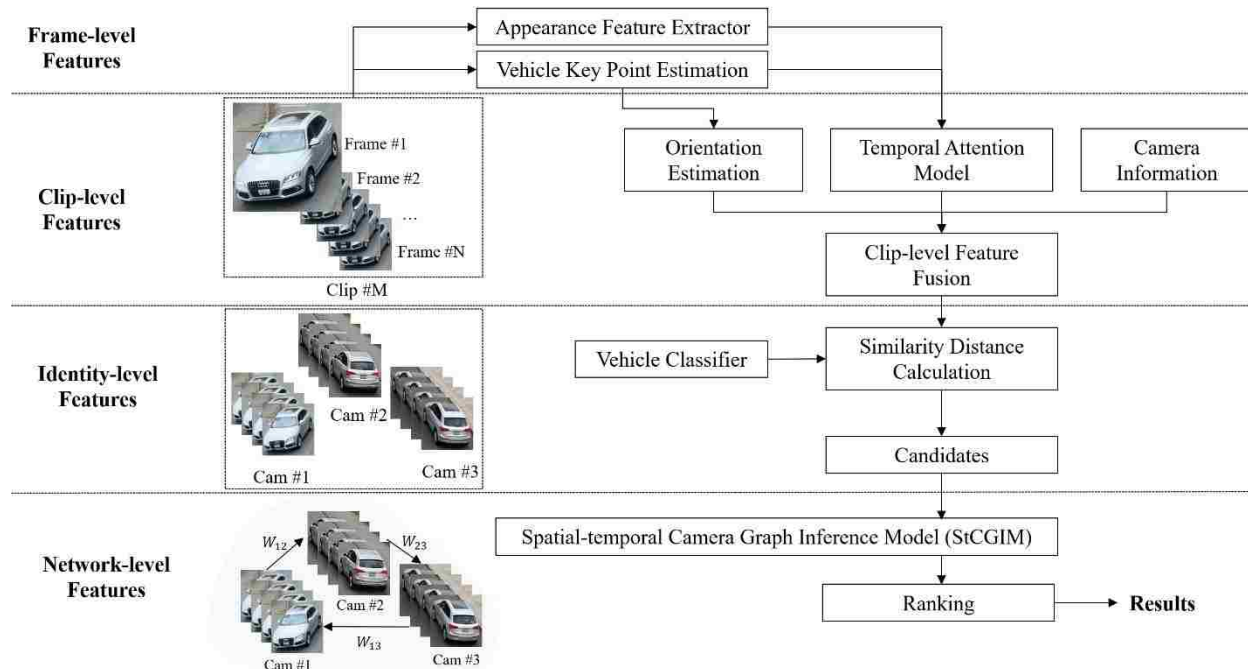 Frame-level
Features
Appearance Feature Extractor
Vehicle Key Point Estimation
Clip-level
Features
Frame #1
Frame #2
...
Frame #N
Clip #M
Orientation
Estimation
Temporal Attention
Model
Camera
Information
Clip-level Feature
Fusion
Identity-level
Features
Cam #1
Cam #2
Cam #3
Vehicle Classifier
Similarity Distance
Calculation
Candidates
Network-level
Features
W12
W23
W13
Cam #1
Cam #2
Cam #3
Spatial-temporal Camera Graph Inference Model (StCGIM)
Ranking
Results